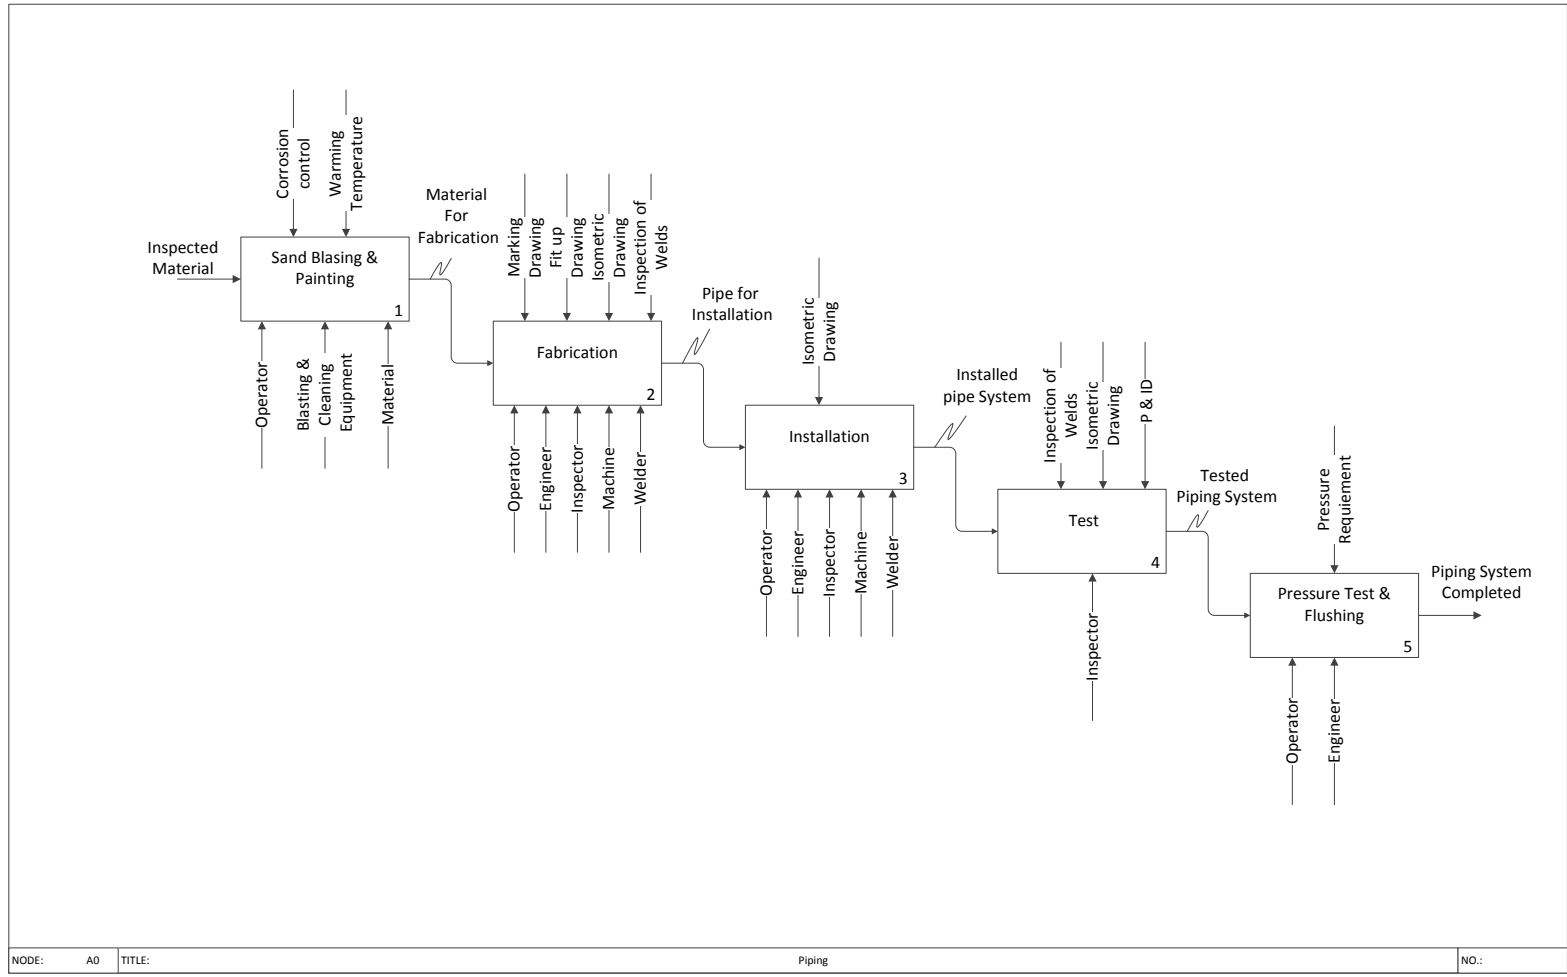 Corrosion
control
Warming
Temperature
Inspected
Material
Sand Blasing &
Painting
1
Operator
Blasting &
Cleaning
Equipment
Material
Material
For
Fabrication
Marking
Drawing
Fit up
Drawing
Isometric
Drawing
Inspection of
Welds
Fabrication
2
Operator
Engineer
Inspector
Machine
Welder
Pipe for
Installation
Isometric
Drawing
Installation
3
Operator
Engineer
Inspector
Machine
Welder
Installed
pipe System
Inspection of
Welds
Isometric
Drawing
P & ID
Test
4
Inspector
Tested
Piping System
Pressure
Requiement
Pressure Test &
Flushing
5
Operator
Engineer
Piping System
Completed
NODE: A0 TITLE: Piping NO.: